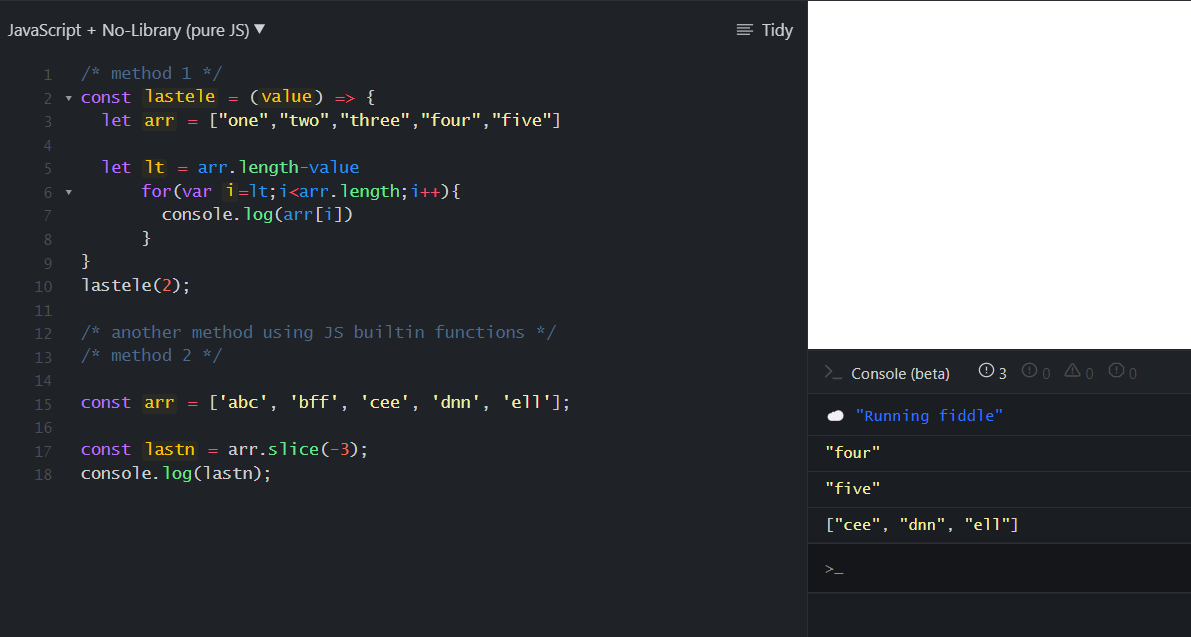 JavaScript + No-Library (pure JS) ▼
Tidy
1 /* method 1 */
2 ▾ const lastele = (value) => {
3 let arr = ["one","two","three","four","five"]
4
5 let lt = arr.length-value
6 ▾ for(var i=lt;i<arr.length;i++){
7 console.log(arr[i])
8 }
9 }
10 lastele(2);
11
12 /* another method using JS builtin functions */
13 /* method 2 */
14
15 const arr = ['abc', 'bff', 'cee', 'dnn', 'ell'];
16
17 const lastn = arr.slice(-3);
18 console.log(lastn);
>_ Console (beta) 3 0 0 0
"Running fiddle"
"four"
"five"
["cee", "dnn", "ell"]
>_